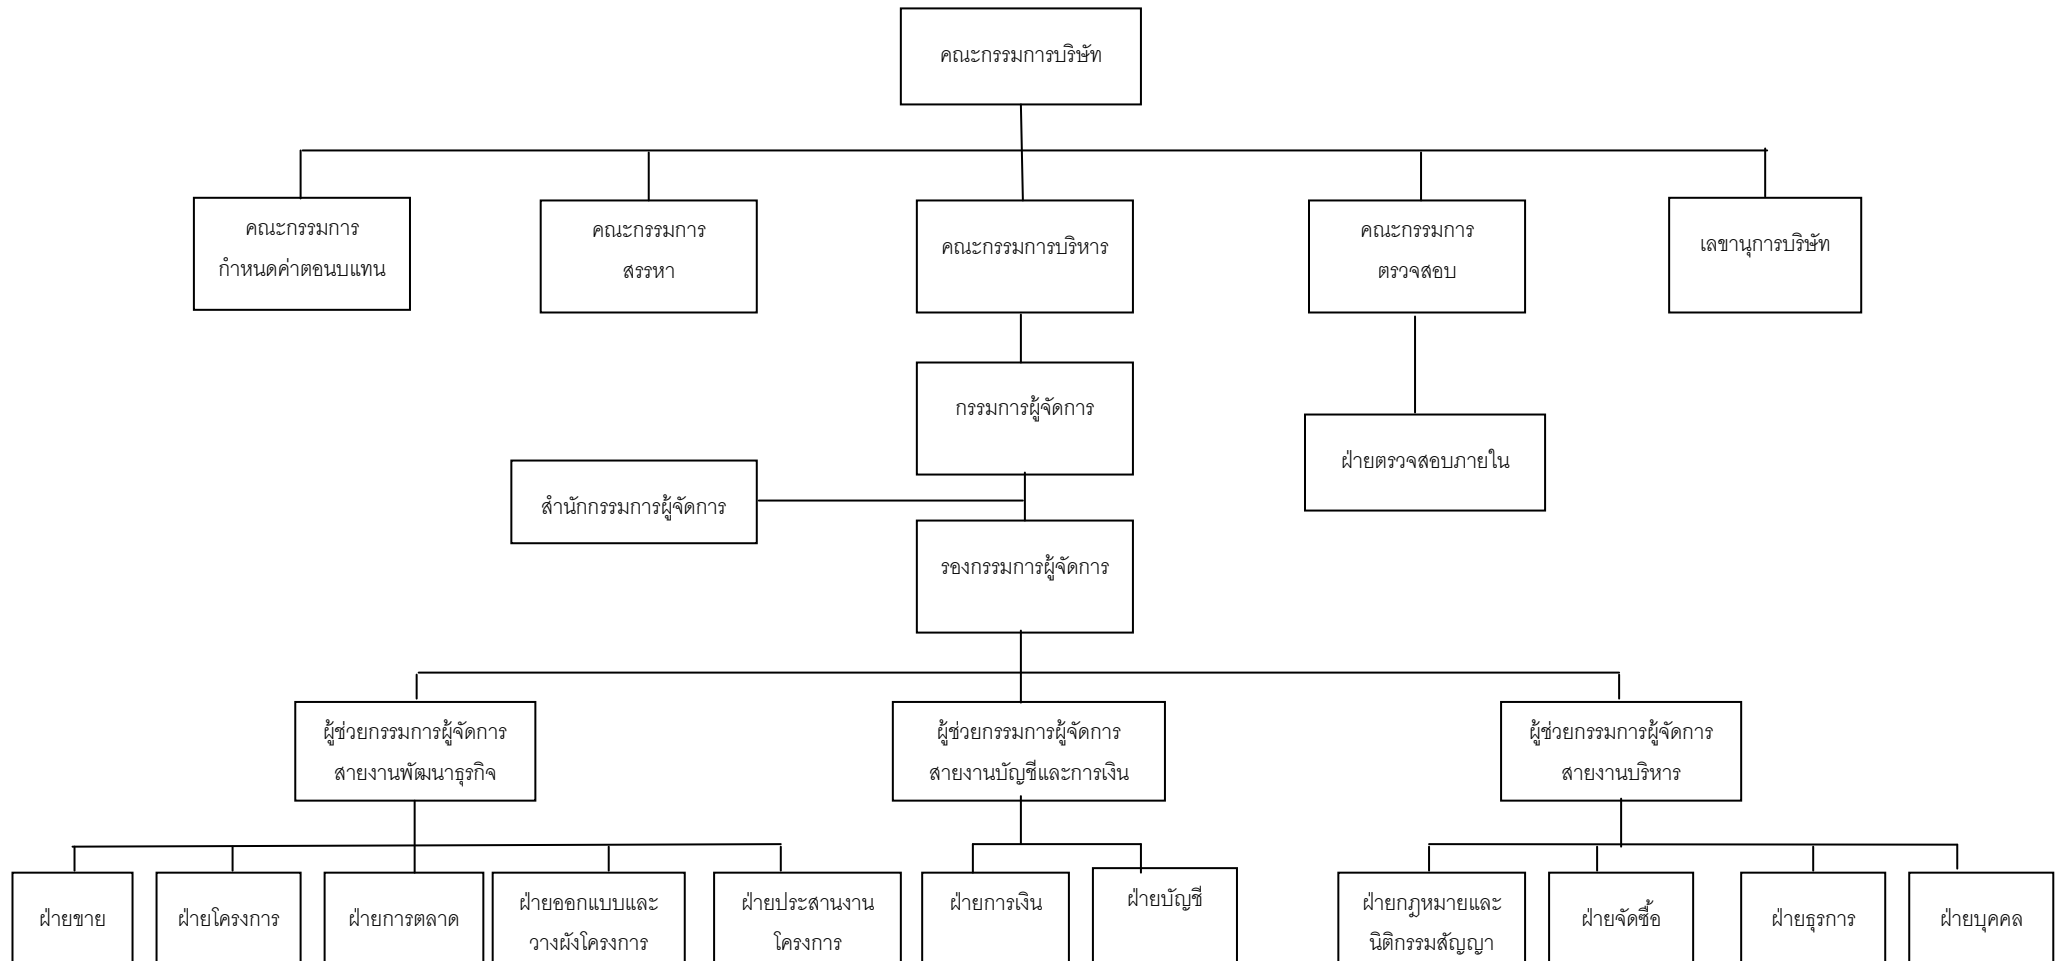 คณะกรรมการบริษัท
คณะกรรมการ
กำหนดค่าตอนบแทน
คณะกรรมการ
สรรหา
คณะกรรมการบริหาร
คณะกรรมการ
ตรวจสอบ
เลขานุการบริษัท
กรรมการผู้จัดการ
ฝ่ายตรวจสอบภายใน
สำนักกรรมการผู้จัดการ
รองกรรมการผู้จัดการ
ผู้ช่วยกรรมการผู้จัดการ
สายงานพัฒนาธุรกิจ
ผู้ช่วยกรรมการผู้จัดการ
สายงานบัญชีและการเงิน
ผู้ช่วยกรรมการผู้จัดการ
สายงานบริหาร
ฝ่ายขาย
ฝ่ายโครงการ
ฝ่ายการตลาด
ฝ่ายออกแบบและ
วางผังโครงการ
ฝ่ายประสานงาน
โครงการ
ฝ่ายการเงิน
ฝ่ายบัญชี
ฝ่ายกฎหมายและ
นิติกรรมสัญญา
ฝ่ายจัดซื้อ
ฝ่ายธุรการ
ฝ่ายบุคคล